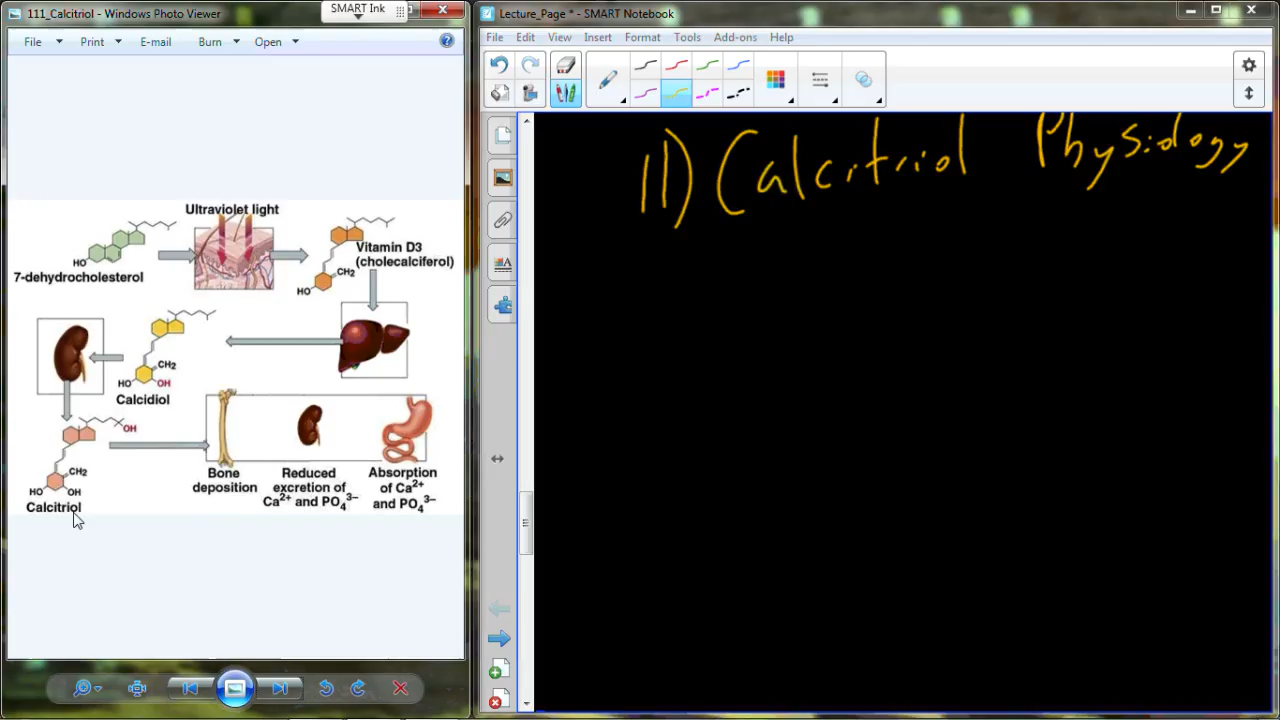 111_Calcitriol - Windows Photo Viewer
SMART Ink
File Print E-mail Burn Open
Ultraviolet light
HO
7-dehydrocholesterol
CH2
HO
Vitamin D3
(cholecalciferol)
CH2
HO OH
Calcidiol
OH
CH2
HO OH
Calcitriol
Bone
deposition
Reduced
excretion of
Ca2+ and PO43–
Absorption
of Ca2+
and PO43–
Lecture_Page * - SMART Notebook
File Edit View Insert Format Tools Add-ons Help
11) Calcitriol Physiology